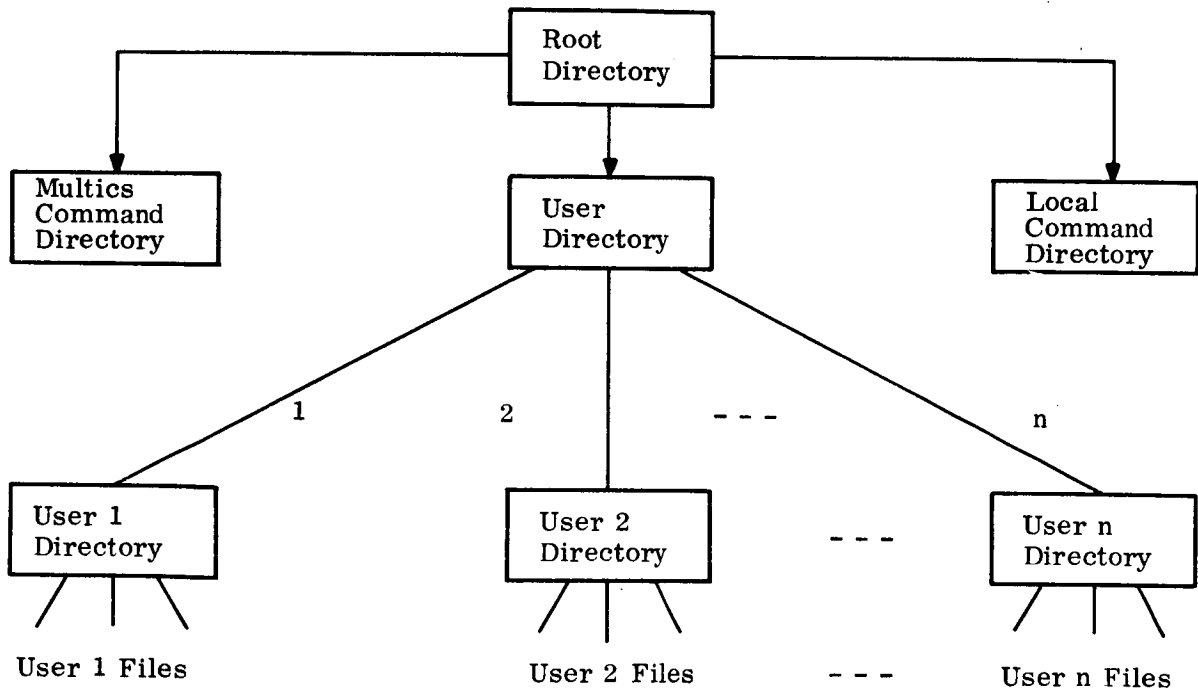 Root
Directory
Multics
Command
Directory
User
Directory
Local
Command
Directory
1
2
- - -
n
User 1
Directory
User 2
Directory
- - -
User n
Directory
User 1 Files
User 2 Files
- - -
User n Files